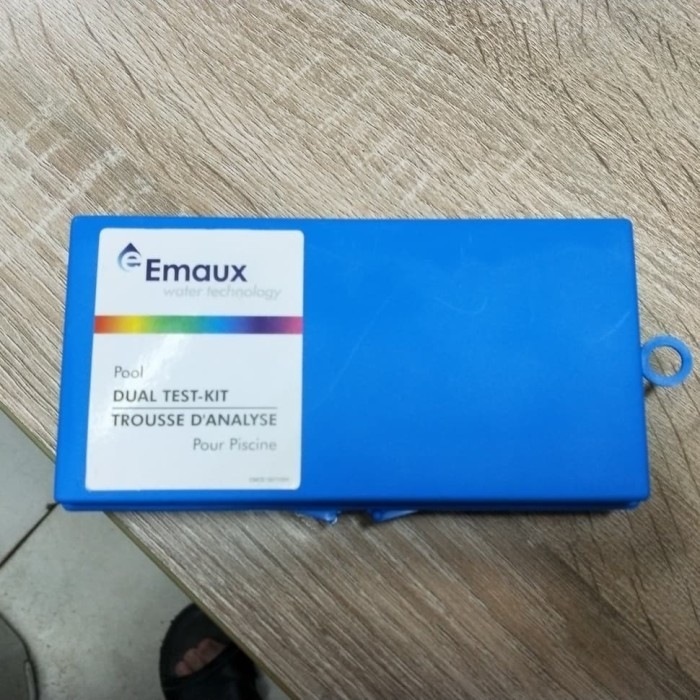 Emaux
water technology
Pool
DUAL TEST-KIT
TROUSSE D'ANALYSE
Pour Piscine